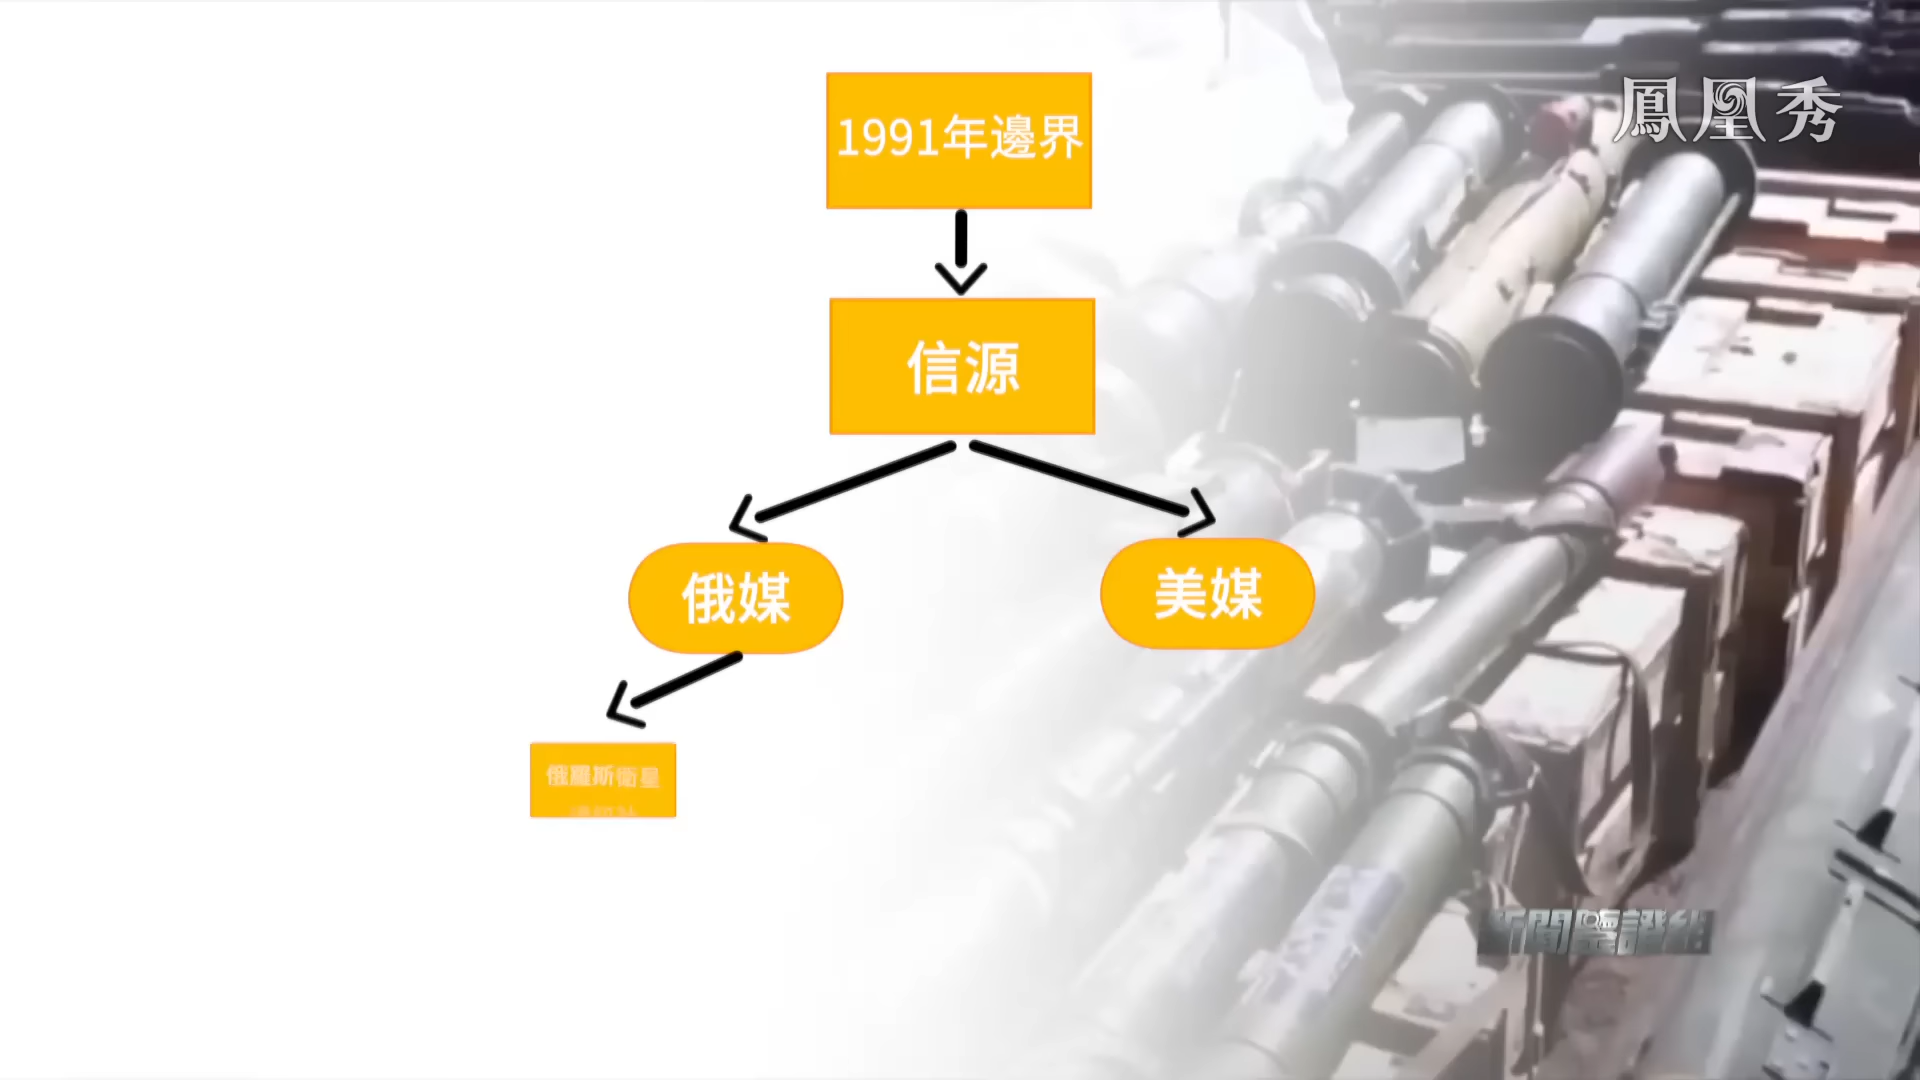 鳳凰秀
1991年邊界
信源
俄媒
美媒
俄羅斯衛星
新聞鑒證組